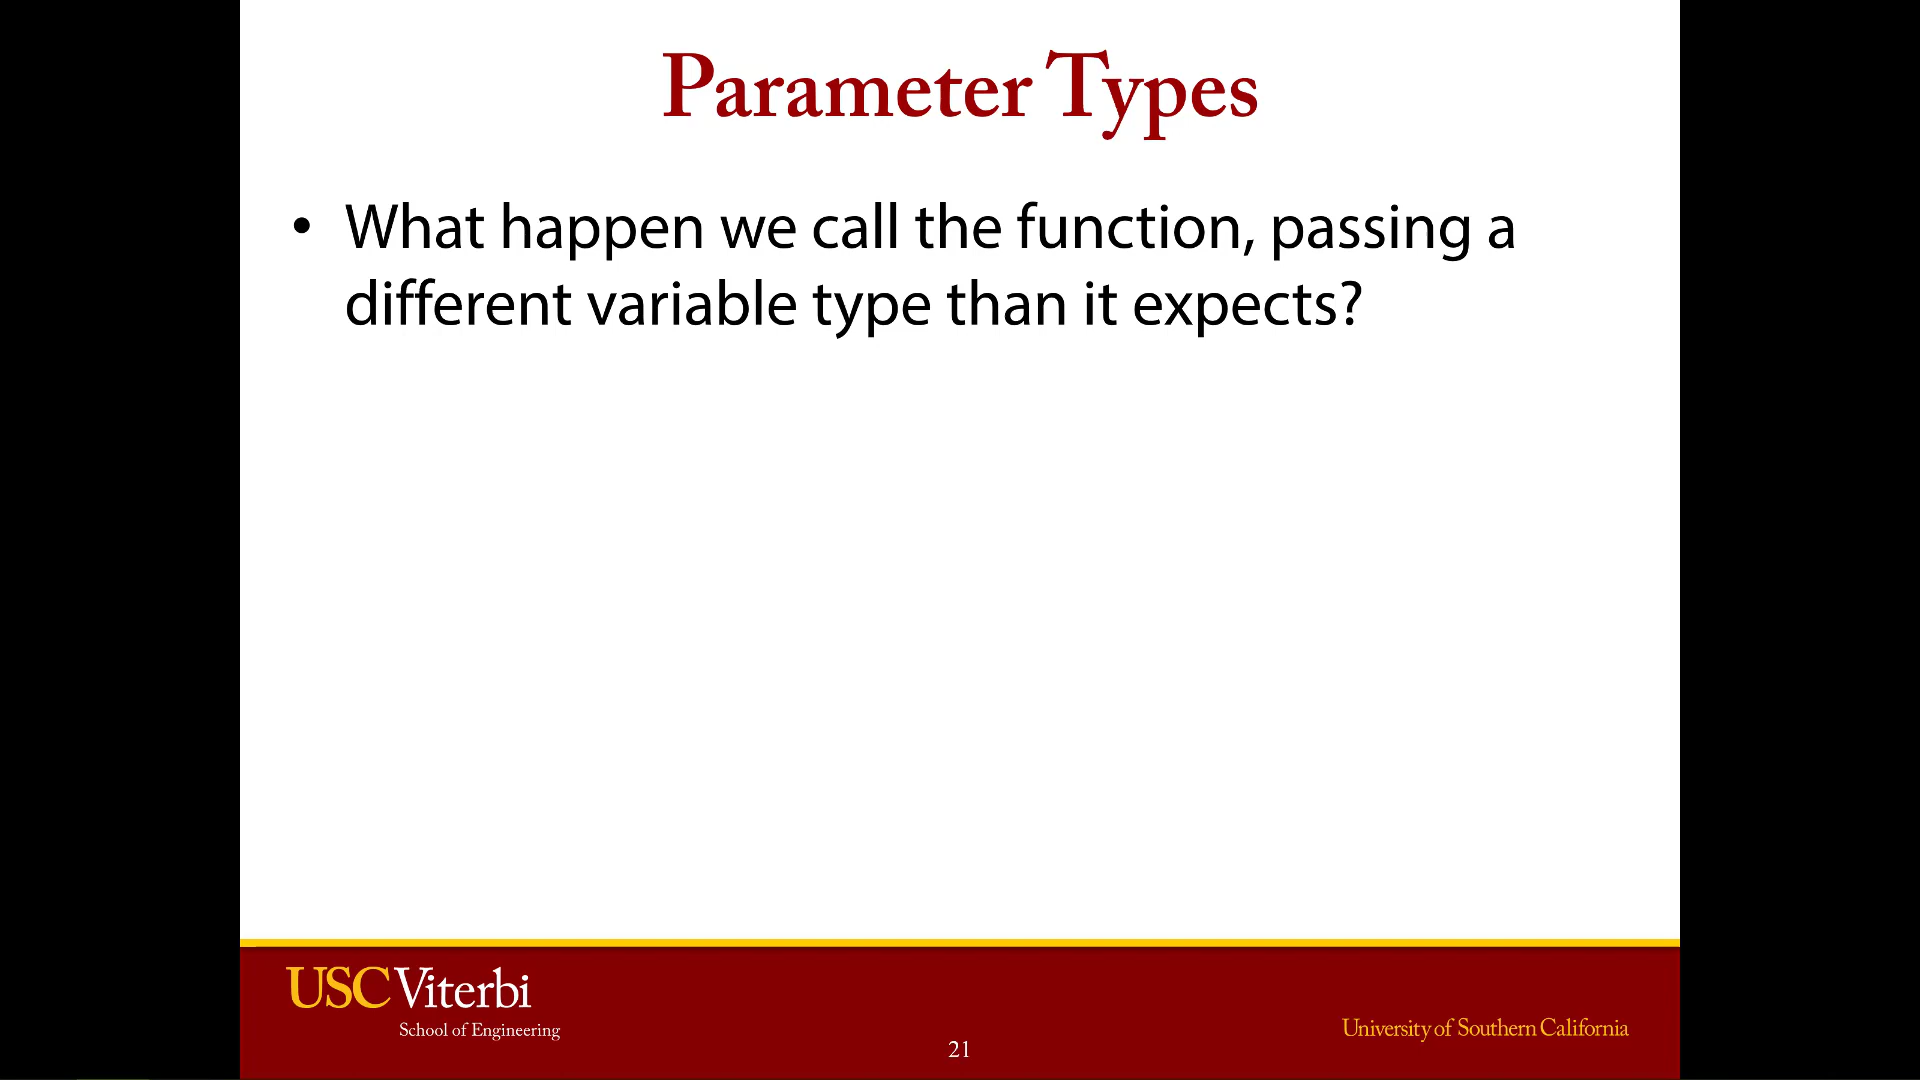 Parameter Types
• What happen we call the function, passing a
different variable type than it expects?
USC Viterbi
School of Engineering
University of Southern California
21